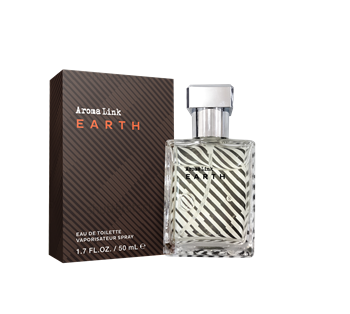 Aroma Link
EARTH
EAU DE TOILETTE
VAPORISATEUR SPRAY
1.7 FL.OZ. / 50 mL ℮
Aroma Link
EARTH